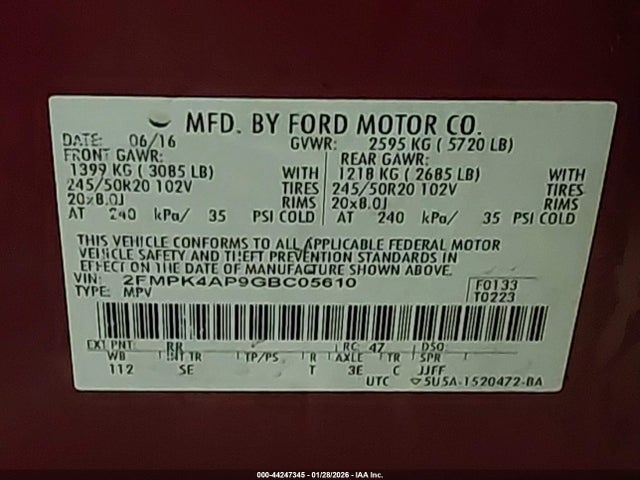 MFD. BY FORD MOTOR CO.
DATE: 06/16 GVWR: 2595 KG ( 5720 LB)
FRONT GAWR: REAR GAWR:
1399 KG ( 3085 LB) WITH 1218 KG ( 2685 LB) WITH
245/50R20 102V TIRES 245/50R20 102V TIRES
20x8.0J RIMS 20x8.0J RIMS
AT 240 kPa/ 35 PSI COLD AT 240 kPa/ 35 PSI COLD
THIS VEHICLE CONFORMS TO ALL APPLICABLE FEDERAL MOTOR
VEHICLE SAFETY AND THEFT PREVENTION STANDARDS IN
EFFECT ON THE DATE OF MANUFACTURE SHOWN ABOVE.
VIN: 2FMPK4AP9GBC05610 F0133
TYPE: MPV T0223
EXT PNT: RR RC: 47 DSO:
WB INT TR TP/PS R AXLE TR SPR
112 SE T 3E C JJFF
UTC 5U5A-1520472-BA
000-44247345 - 01/28/2026 - IAA Inc.